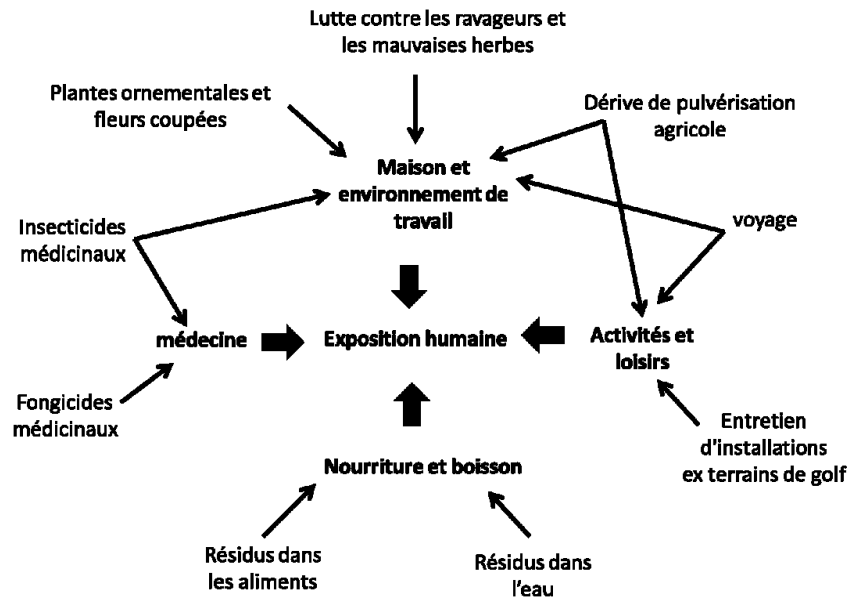 Lutte contre les ravageurs et
les mauvaises herbes
Plantes ornementales et
fleurs coupées
Dérive de pulvérisation
agricole
Maison et
environnement de
travail
Insecticides
médicinaux
voyage
médecine
Exposition humaine
Activités et
loisirs
Fongicides
médicinaux
Entretien
d'installations
ex terrains de golf
Nourriture et boisson
Résidus dans
les aliments
Résidus dans
l'eau